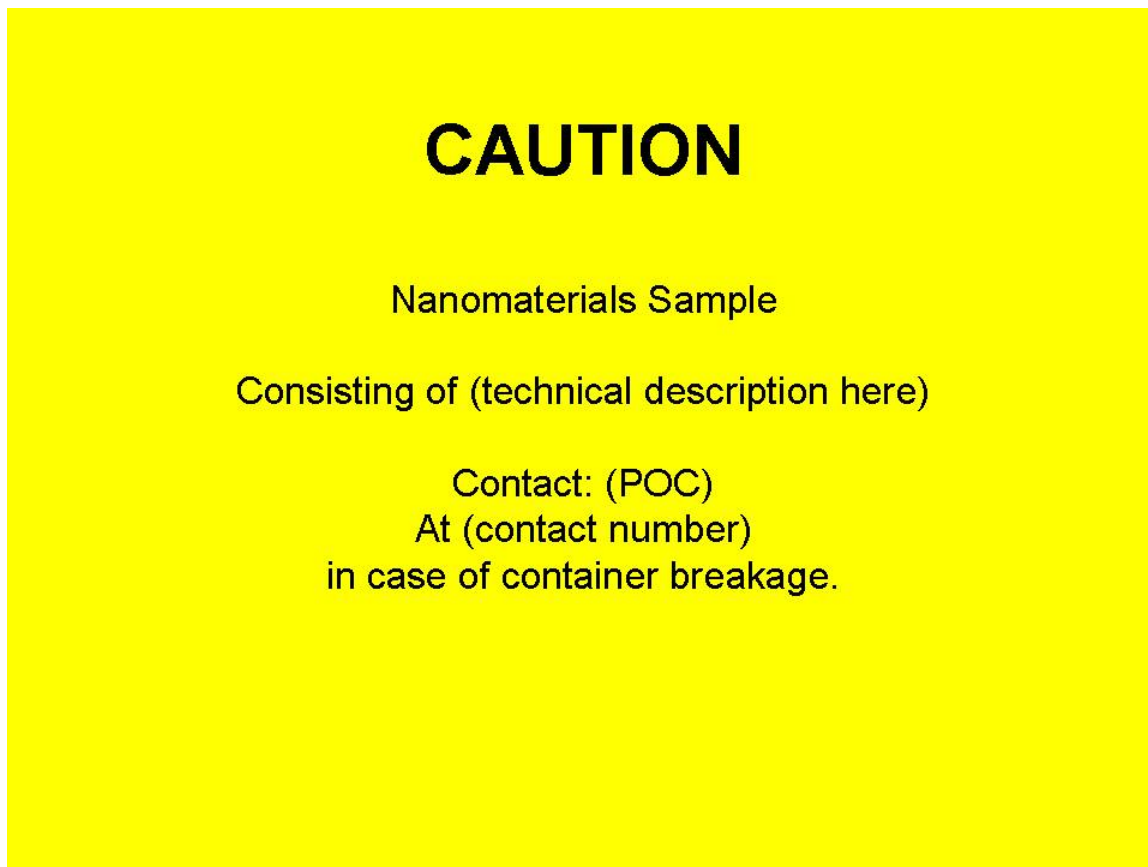 CAUTION
Nanomaterials Sample
Consisting of (technical description here)
Contact: (POC)
At (contact number)
in case of container breakage.